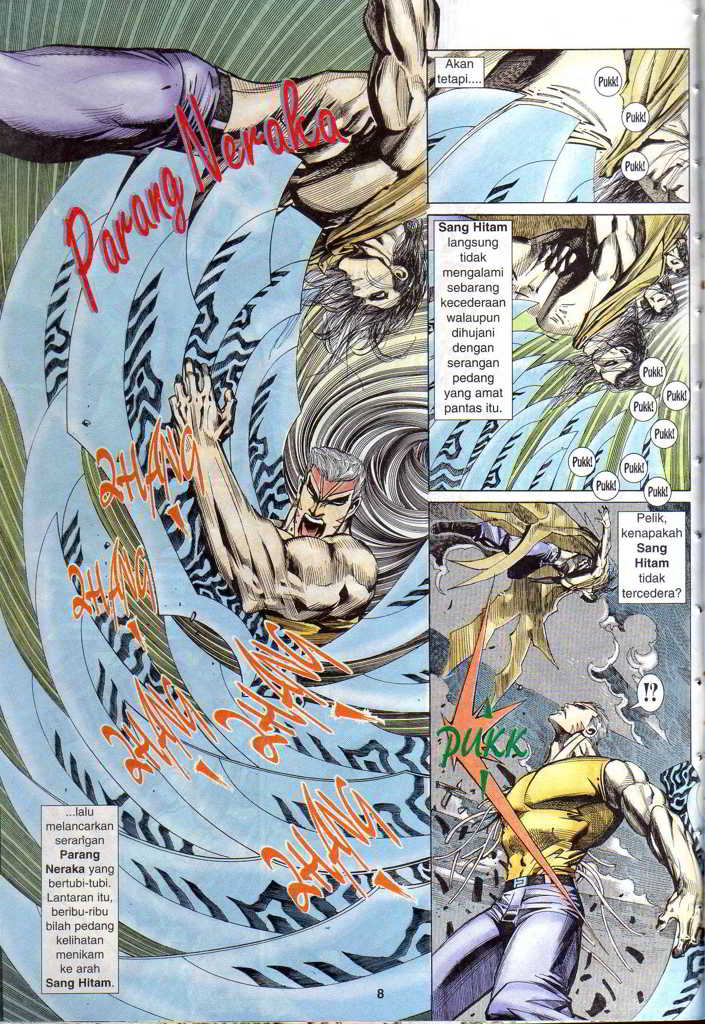 Parang Neraka
ZHANG
!
ZHANG
!
ZHANG
!
ZHANG
!
ZHANG
!
...lalu
melancarkan
serangan
Parang
Neraka yang
bertubi-tubi.
Lantaran itu,
beribu-ribu
bilah pedang
kelihatan
menikam
ke arah
Sang Hitam.
Akan
tetapi....
Pukk!
Pukk!
Pukk!
Sang Hitam
langsung
tidak
mengalami
sebarang
kecederaan
walaupun
dihujani
dengan
serangan
pedang
yang amat
pantas itu.
Pukk!
Pukk!
Pukk!
Pukk!
Pukk!
Pukk!
Pukk!
Pukk!
Pelik,
kenapakah
Sang
Hitam
tidak
tercedera?
!?
PUKK
!
8